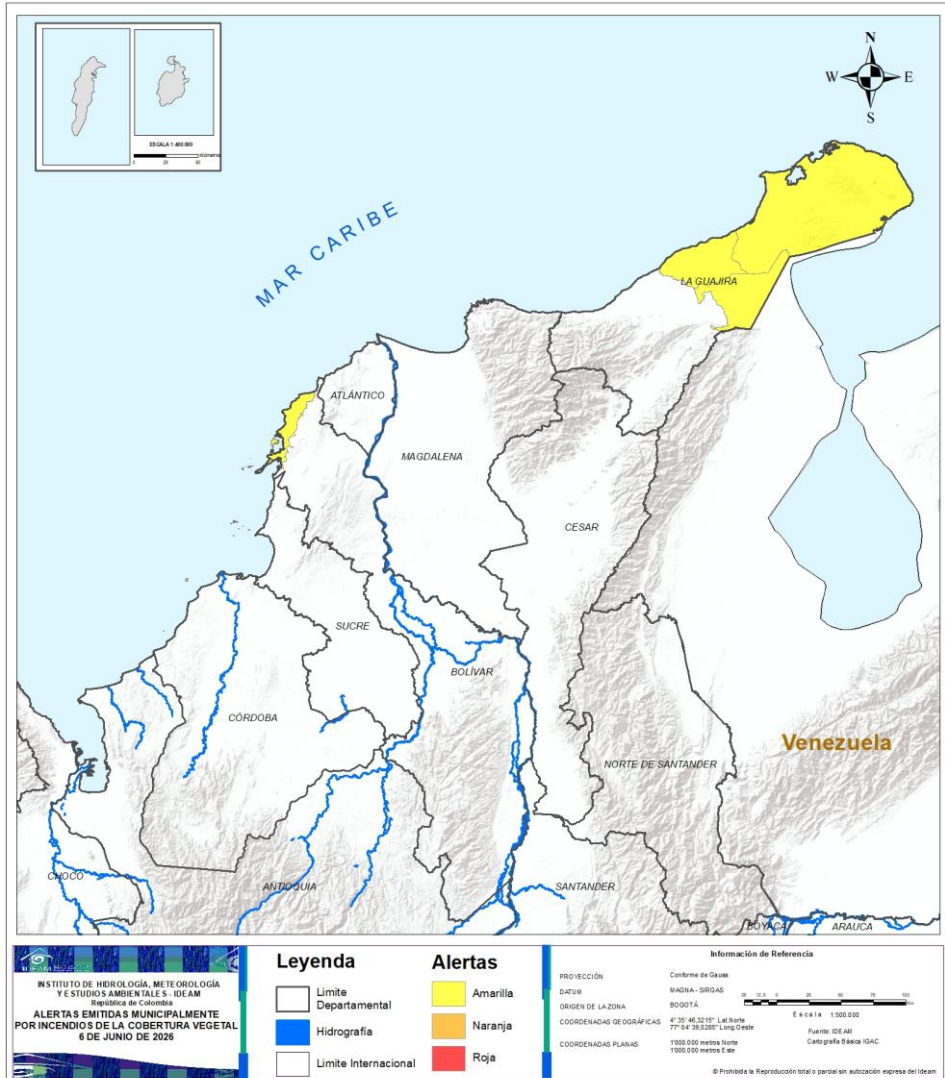 N
W
E
S
ESCALA 1:400.000
Kilómetros
MAR CARIBE
LA GUAJIRA
ATLÁNTICO
MAGDALENA
CESAR
SUCRE
BOLÍVAR
CÓRDOBA
Venezuela
NORTE DE SANTANDER
CHOCÓ
ANTIOQUIA
SANTANDER
BOYACÁ
ARAUCA
IDEAM
INSTITUTO DE HIDROLOGÍA, METEOROLOGÍA
Y ESTUDIOS AMBIENTALES - IDEAM
República de Colombia
ALERTAS EMITIDAS MUNICIPALMENTE
POR INCENDIOS DE LA COBERTURA VEGETAL
6 DE JUNIO DE 2026
Leyenda
Limite Departamental
Hidrografía
Limite Internacional
Alertas
Amarilla
Naranja
Roja
Información de Referencia
PROYECCIÓN Conforme de Gauss
DATUM MAGNA - SIRGAS
ORIGEN DE LA ZONA BOGOTÁ
COORDENADAS GEOGRÁFICAS 4° 35' 46,3215'' Lat.Norte
77° 04' 39,0285'' Long.Oeste
COORDENADAS PLANAS 1'000.000 metros Norte
1'000.000 metros Este
Escala 1:500.000
Fuente: IDEAM
Cartografía Básica IGAC
© Prohibida la Reproducción total o parcial sin autozación expresa del Ideam